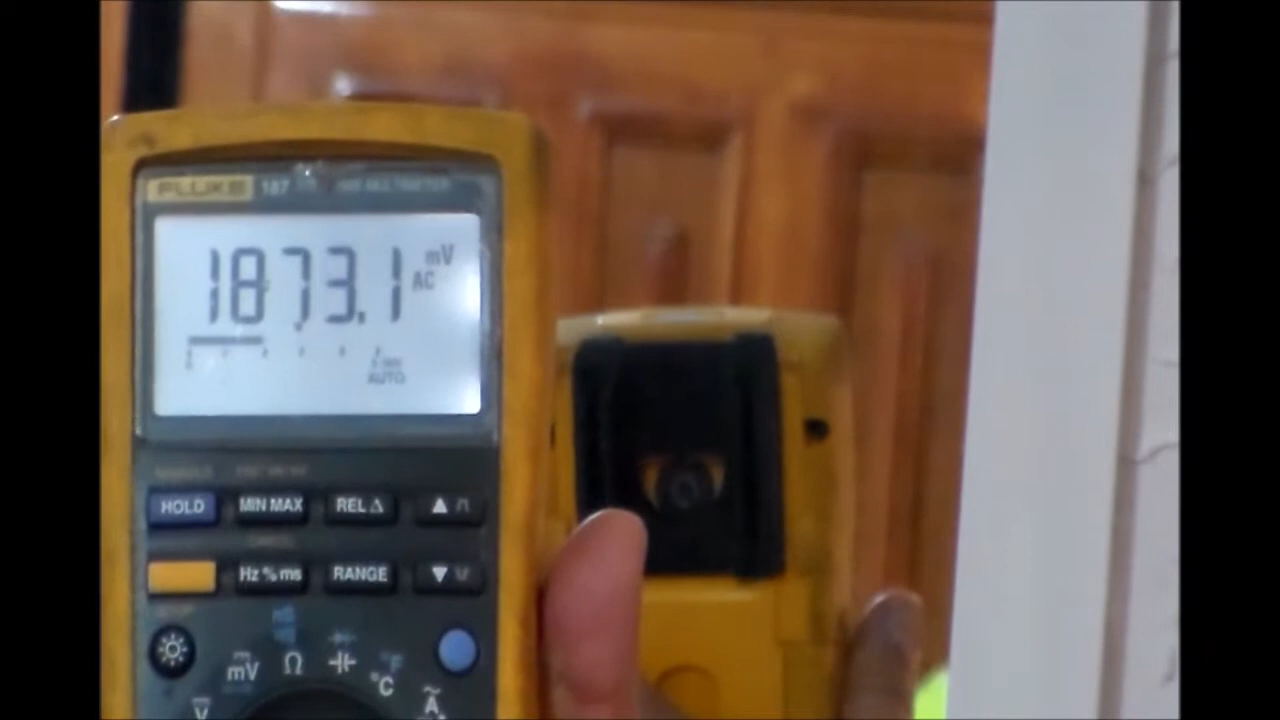 FLUKE 187
1873.1 mV
AC
AUTO
HOLD MIN MAX REL Δ ▲
Hz % ms RANGE ▼
mV Ω °F
°C
V A